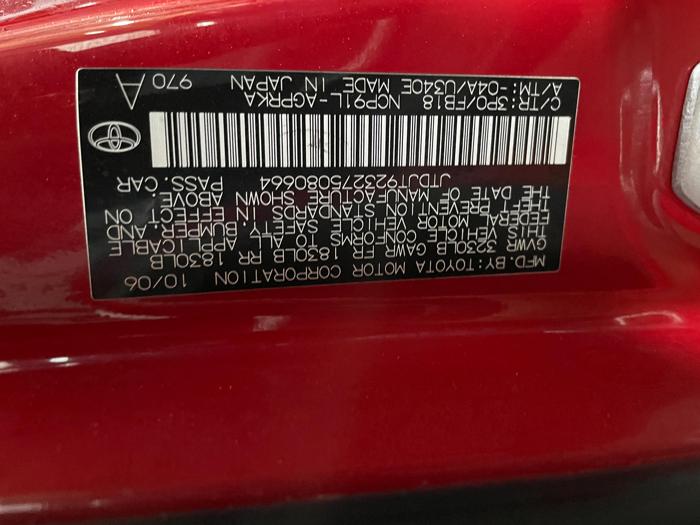 MFD. BY: TOYOTA MOTOR CORPORATION 10/06
GVWR 3230LB GAWR FR 1830LB RR 1830LB
THIS VEHICLE CONFORMS TO ALL APPLICABLE
FEDERAL MOTOR VEHICLE SAFETY, BUMPER, AND
THEFT PREVENTION STANDARDS IN EFFECT ON
THE DATE OF MANUFACTURE SHOWN ABOVE.
JTDJT923275080664 PASS. CAR
C/TR: 3P0/FB18 NCP91L-AGPRKA MADE IN JAPAN
A/TM: -04A/U340E 970 A